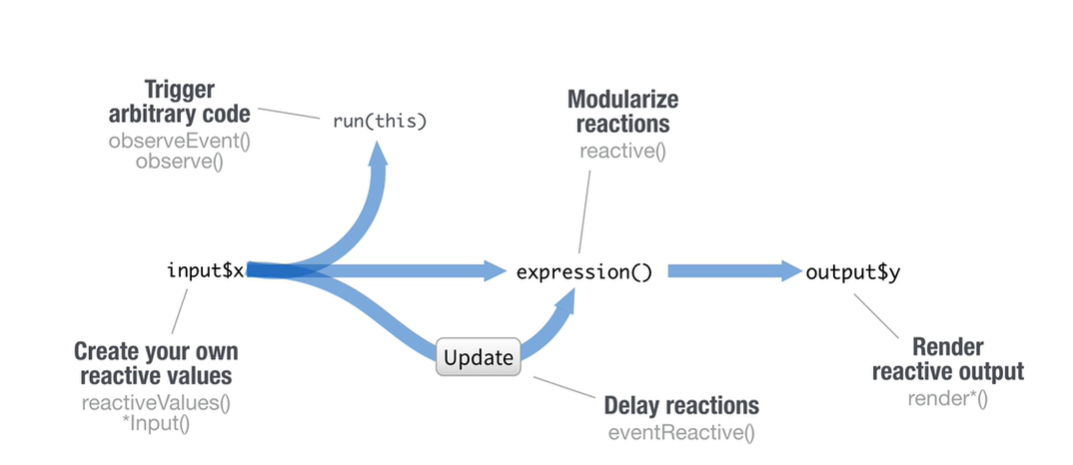 Trigger
arbitrary code
observeEvent()
observe()
run(this)
Modularize
reactions
reactive()
input$x
expression()
output$y
Create your own
reactive values
reactiveValues()
*Input()
Update
Delay reactions
eventReactive()
Render
reactive output
render*()